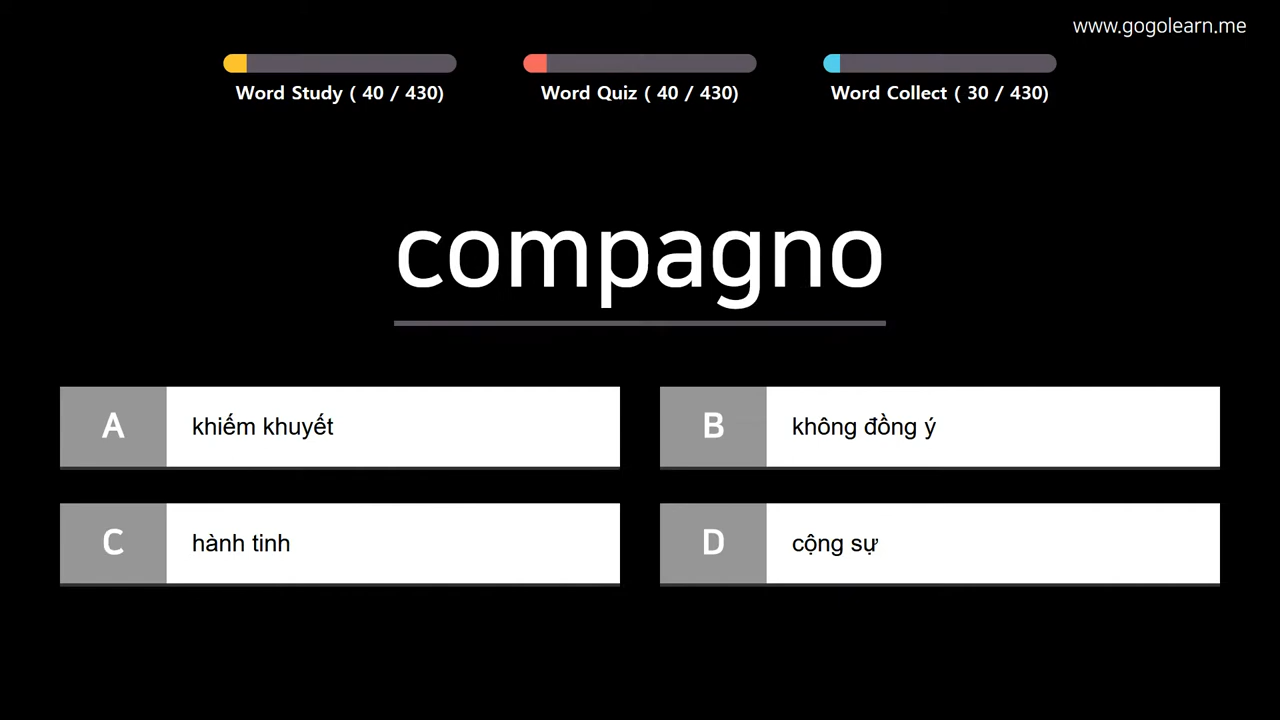 www.gogolearn.me
Word Study ( 40 / 430)
Word Quiz ( 40 / 430)
Word Collect ( 30 / 430)
compagno
A khiếm khuyết
B không đồng ý
C hành tinh
D cộng sự